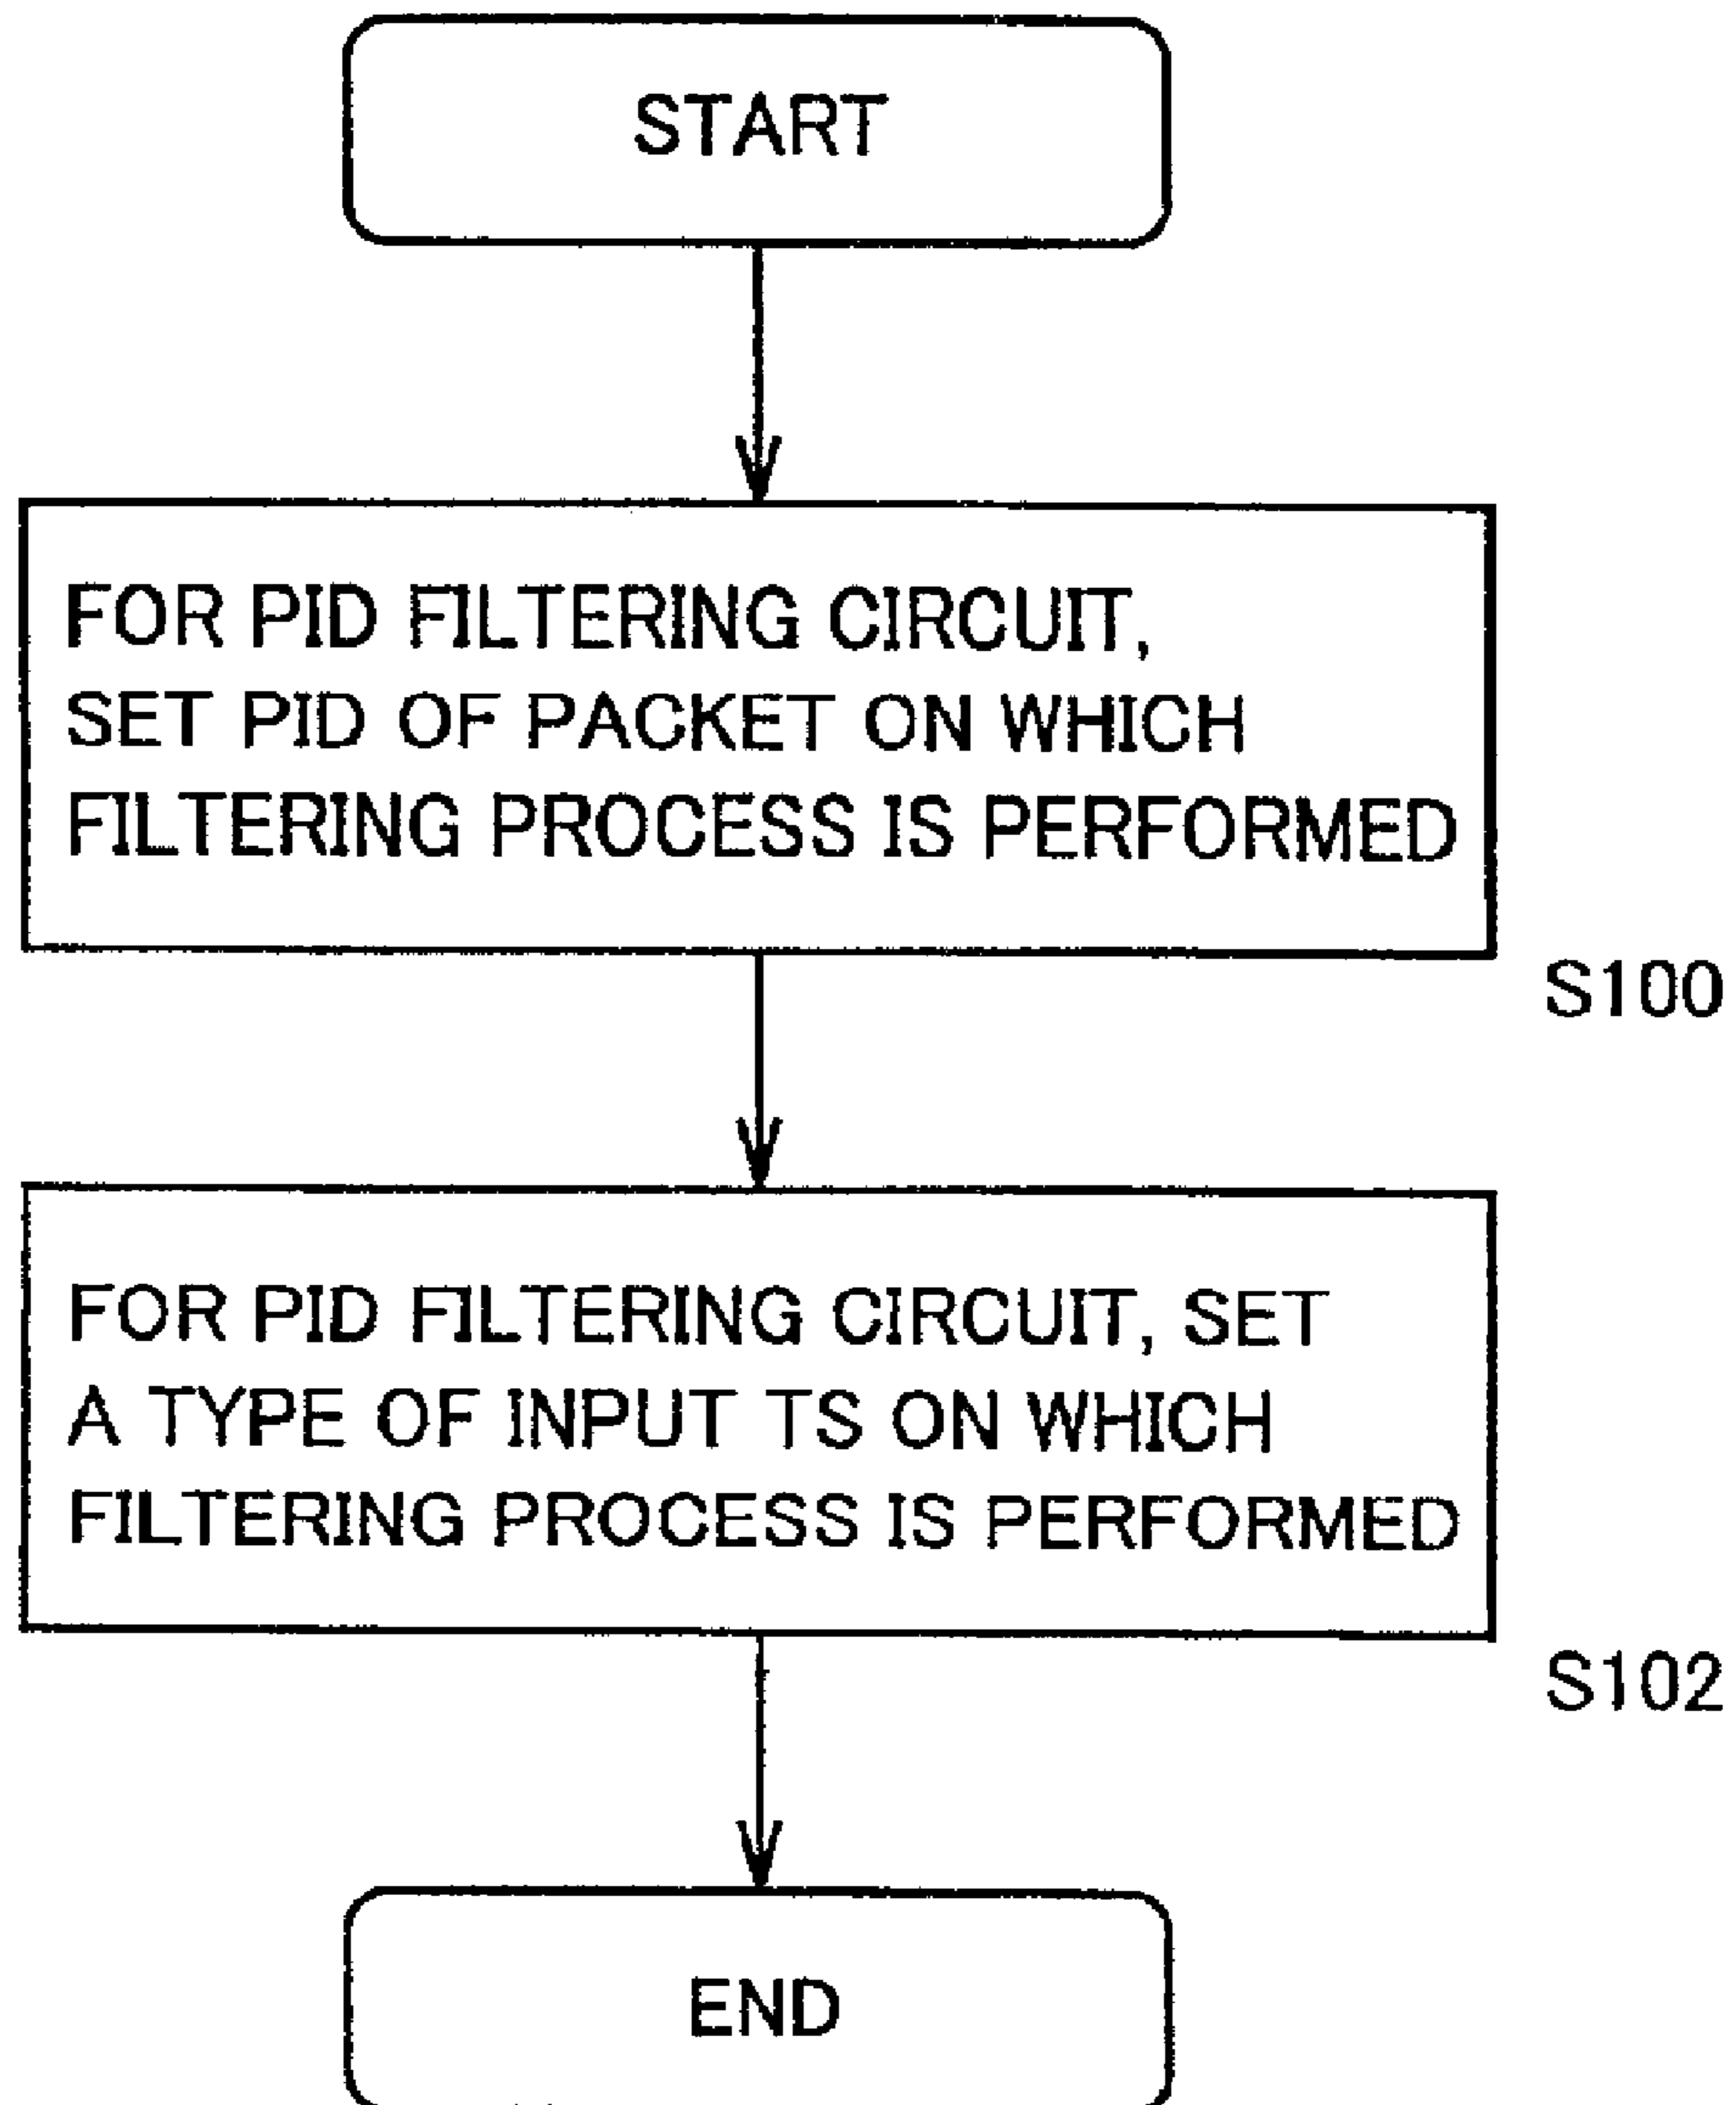 START
FOR PID FILTERING CIRCUIT,
SET PID OF PACKET ON WHICH
FILTERING PROCESS IS PERFORMED
S100
FOR PID FILTERING CIRCUIT, SET
A TYPE OF INPUT TS ON WHICH
FILTERING PROCESS IS PERFORMED
S102
END